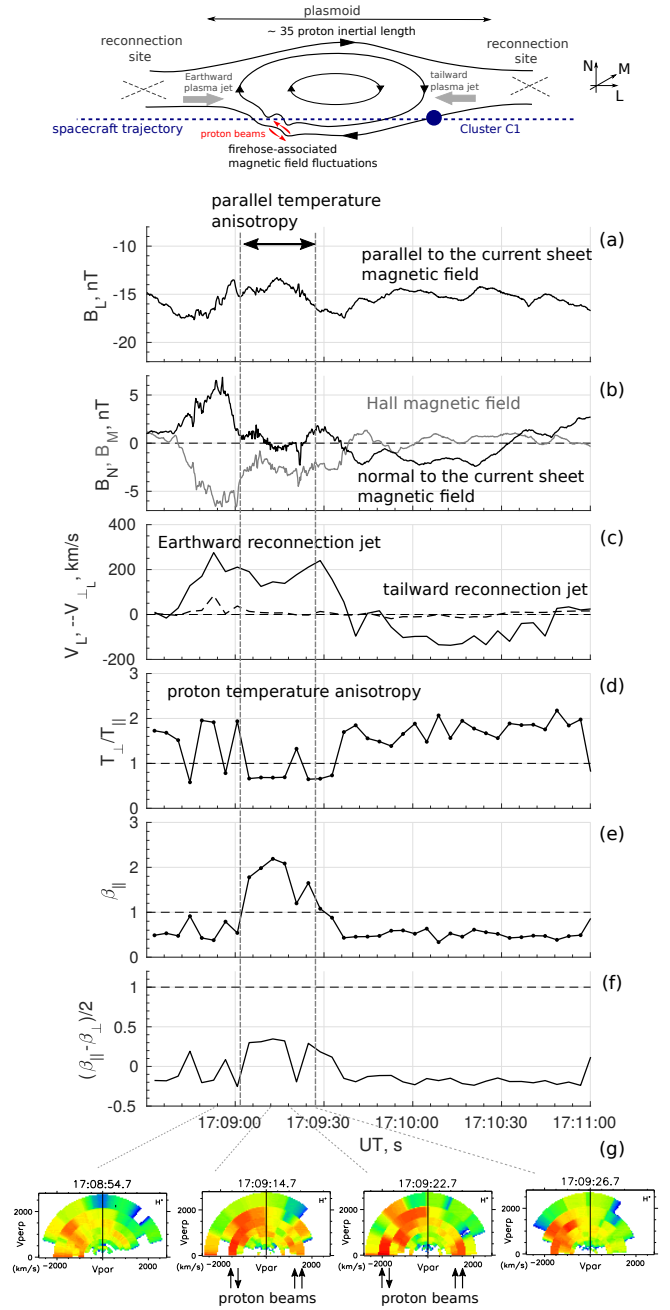 plasmoid
~ 35 proton inertial length
reconnection site
reconnection site
Earthward plasma jet
tailward plasma jet
N
M
L
spacecraft trajectory
proton beams
Cluster C1
firehose-associated
magnetic field fluctuations
parallel temperature
anisotropy
(a)
-10
-15
-20
B_L, nT
parallel to the current sheet
magnetic field
(b)
5
0
-5
B_N, B_M, nT
Hall magnetic field
normal to the current sheet
magnetic field
(c)
400
200
0
-200
V_L, --V_⊥L, km/s
Earthward reconnection jet
tailward reconnection jet
(d)
3
2
1
0
T_⊥/T_||
proton temperature anisotropy
(e)
3
2
1
0
β_||
(f)
1
0.5
0
-0.5
(β_||-β_⊥)/2
17:09:00
17:09:30
17:10:00
17:10:30
17:11:00
UT, s
(g)
17:08:54.7
17:09:14.7
17:09:22.7
17:09:26.7
H+
H+
H+
H+
Vperp
2000
0
Vperp
2000
0
Vperp
2000
0
Vperp
2000
0
(km/s)
-2000
Vpar
2000
(km/s)
-2000
Vpar
2000
(km/s)
-2000
Vpar
2000
(km/s)
-2000
Vpar
2000
proton beams
proton beams